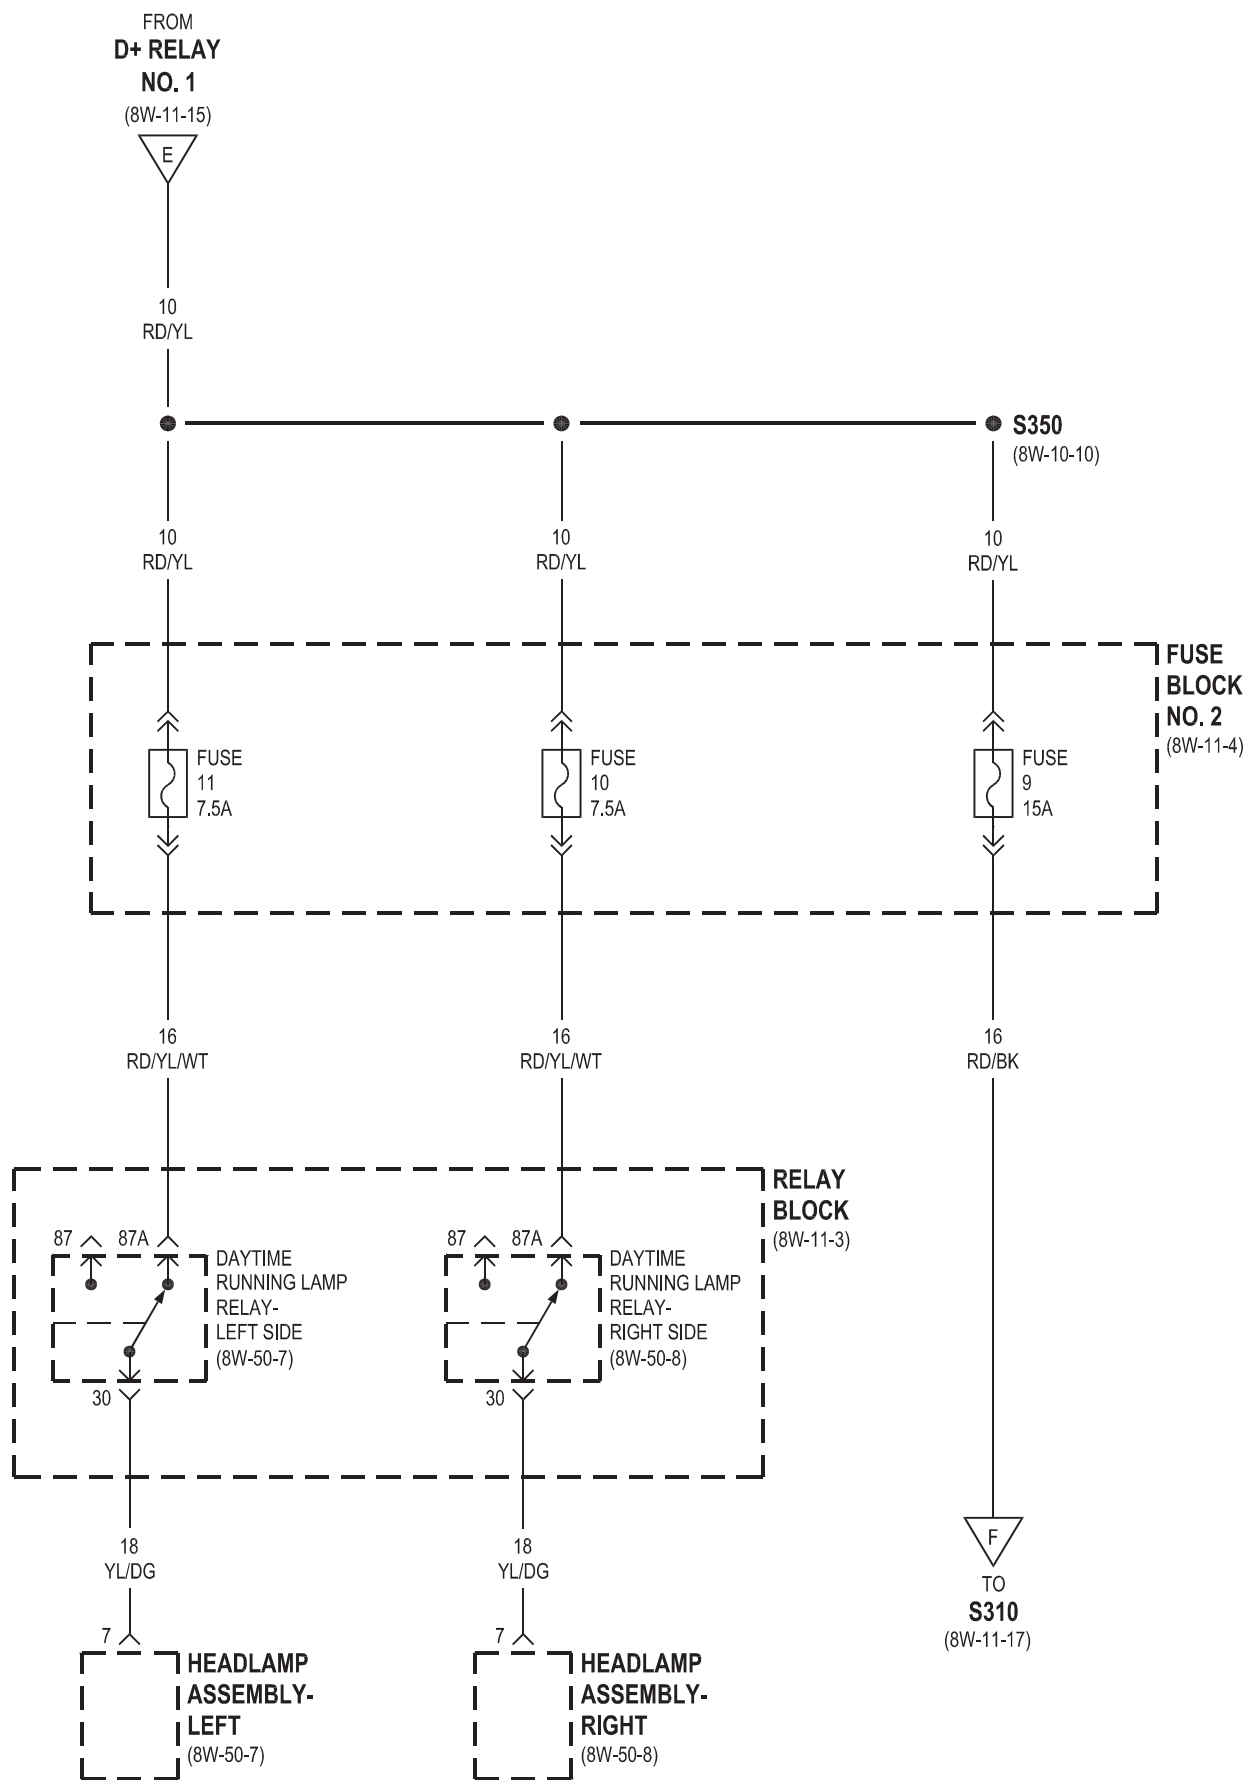 FROM
D+ RELAY
NO. 1
(8W-11-15)
E
10
RD/YL
S350
(8W-10-10)
10
RD/YL
10
RD/YL
10
RD/YL
FUSE
BLOCK
NO. 2
(8W-11-4)
FUSE
11
7.5A
FUSE
10
7.5A
FUSE
9
15A
16
RD/YL/WT
16
RD/YL/WT
16
RD/BK
RELAY
BLOCK
(8W-11-3)
87 87A
DAYTIME
RUNNING LAMP
RELAY-
LEFT SIDE
(8W-50-7)
30
87 87A
DAYTIME
RUNNING LAMP
RELAY-
RIGHT SIDE
(8W-50-8)
30
18
YL/DG
18
YL/DG
F
TO
S310
(8W-11-17)
7
HEADLAMP
ASSEMBLY-
LEFT
(8W-50-7)
7
HEADLAMP
ASSEMBLY-
RIGHT
(8W-50-8)